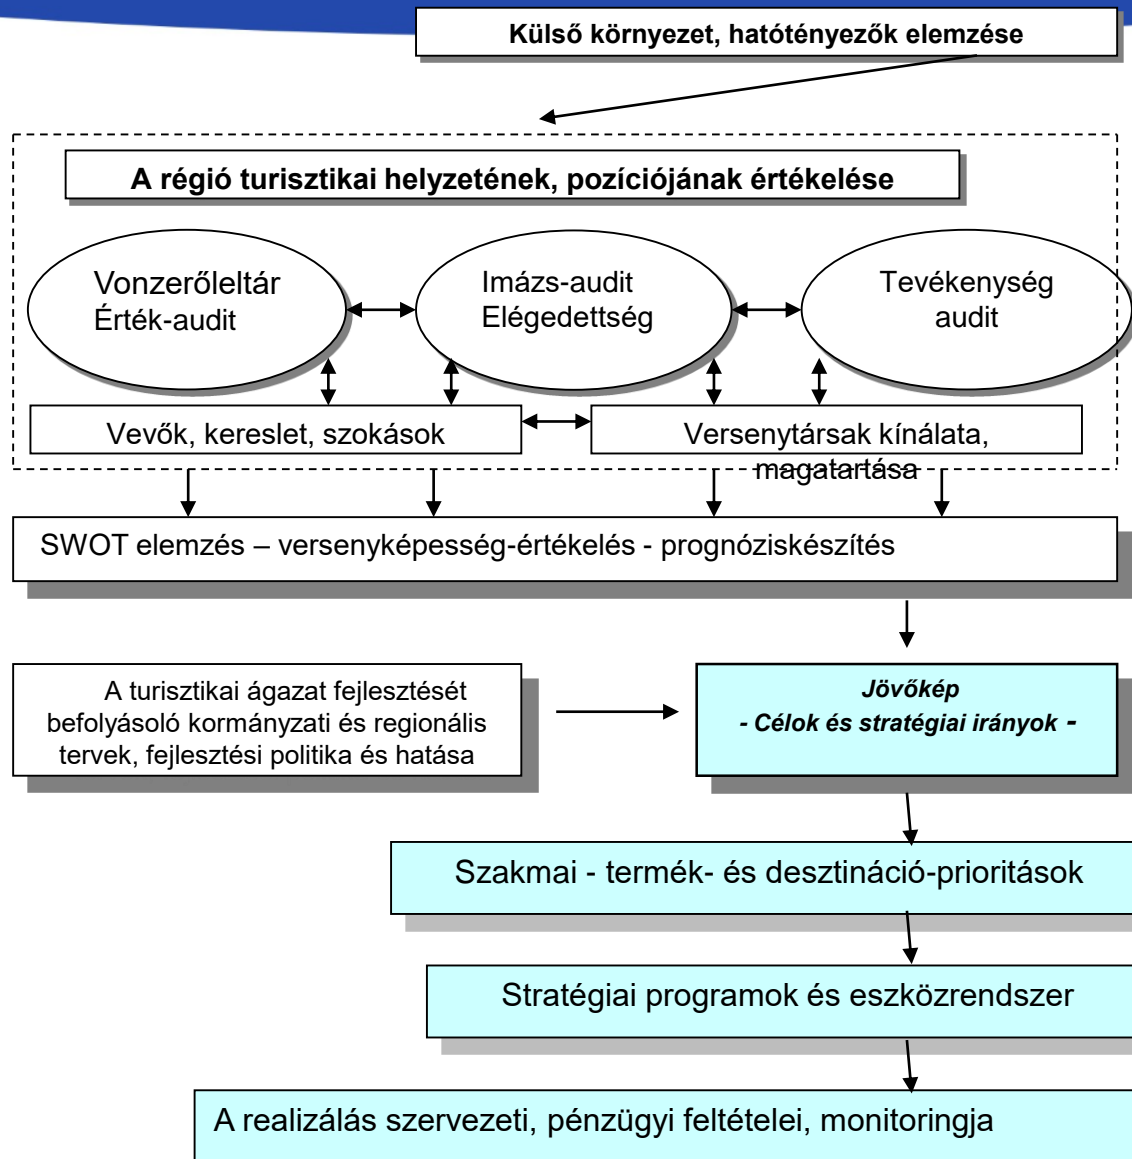 Külső környezet, hatótényezők elemzése
A régió turisztikai helyzetének, pozíciójának értékelése
Vonzerőleltár
Érték-audit
Imázs-audit
Elégedettség
Tevékenység
audit
Vevők, kereslet, szokások
Versenytársak kínálata,
magatartása
SWOT elemzés – versenyképesség-értékelés - prognóziskészítés
A turisztikai ágazat fejlesztését
befolyásoló kormányzati és regionális
tervek, fejlesztési politika és hatása
Jövőkép
- Célok és stratégiai irányok -
Szakmai - termék- és desztináció-prioritások
Stratégiai programok és eszközrendszer
A realizálás szervezeti, pénzügyi feltételei, monitoringja